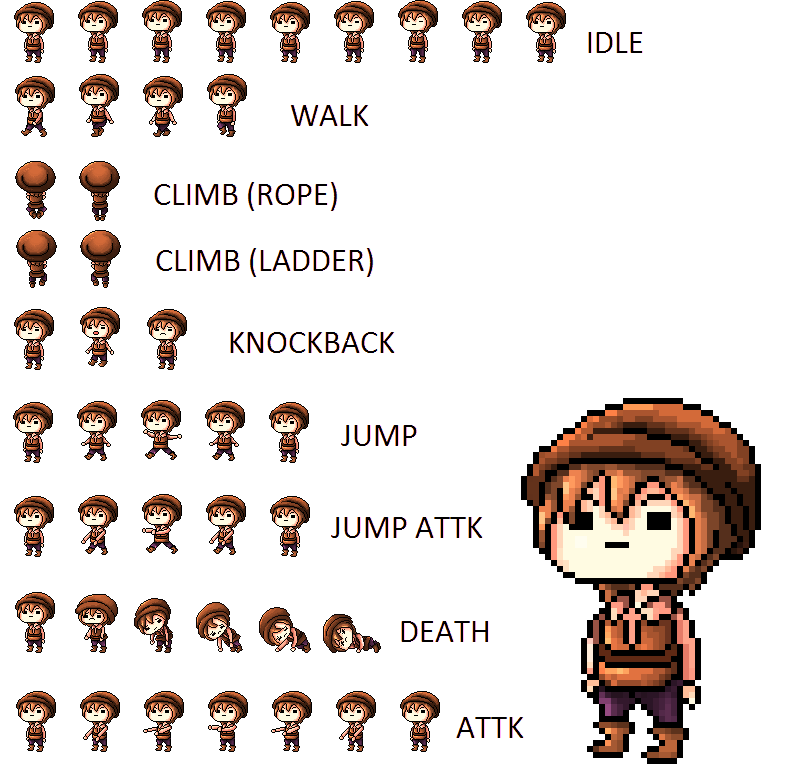 IDLE
WALK
CLIMB (ROPE)
CLIMB (LADDER)
KNOCKBACK
JUMP
JUMP ATTK
DEATH
ATTK